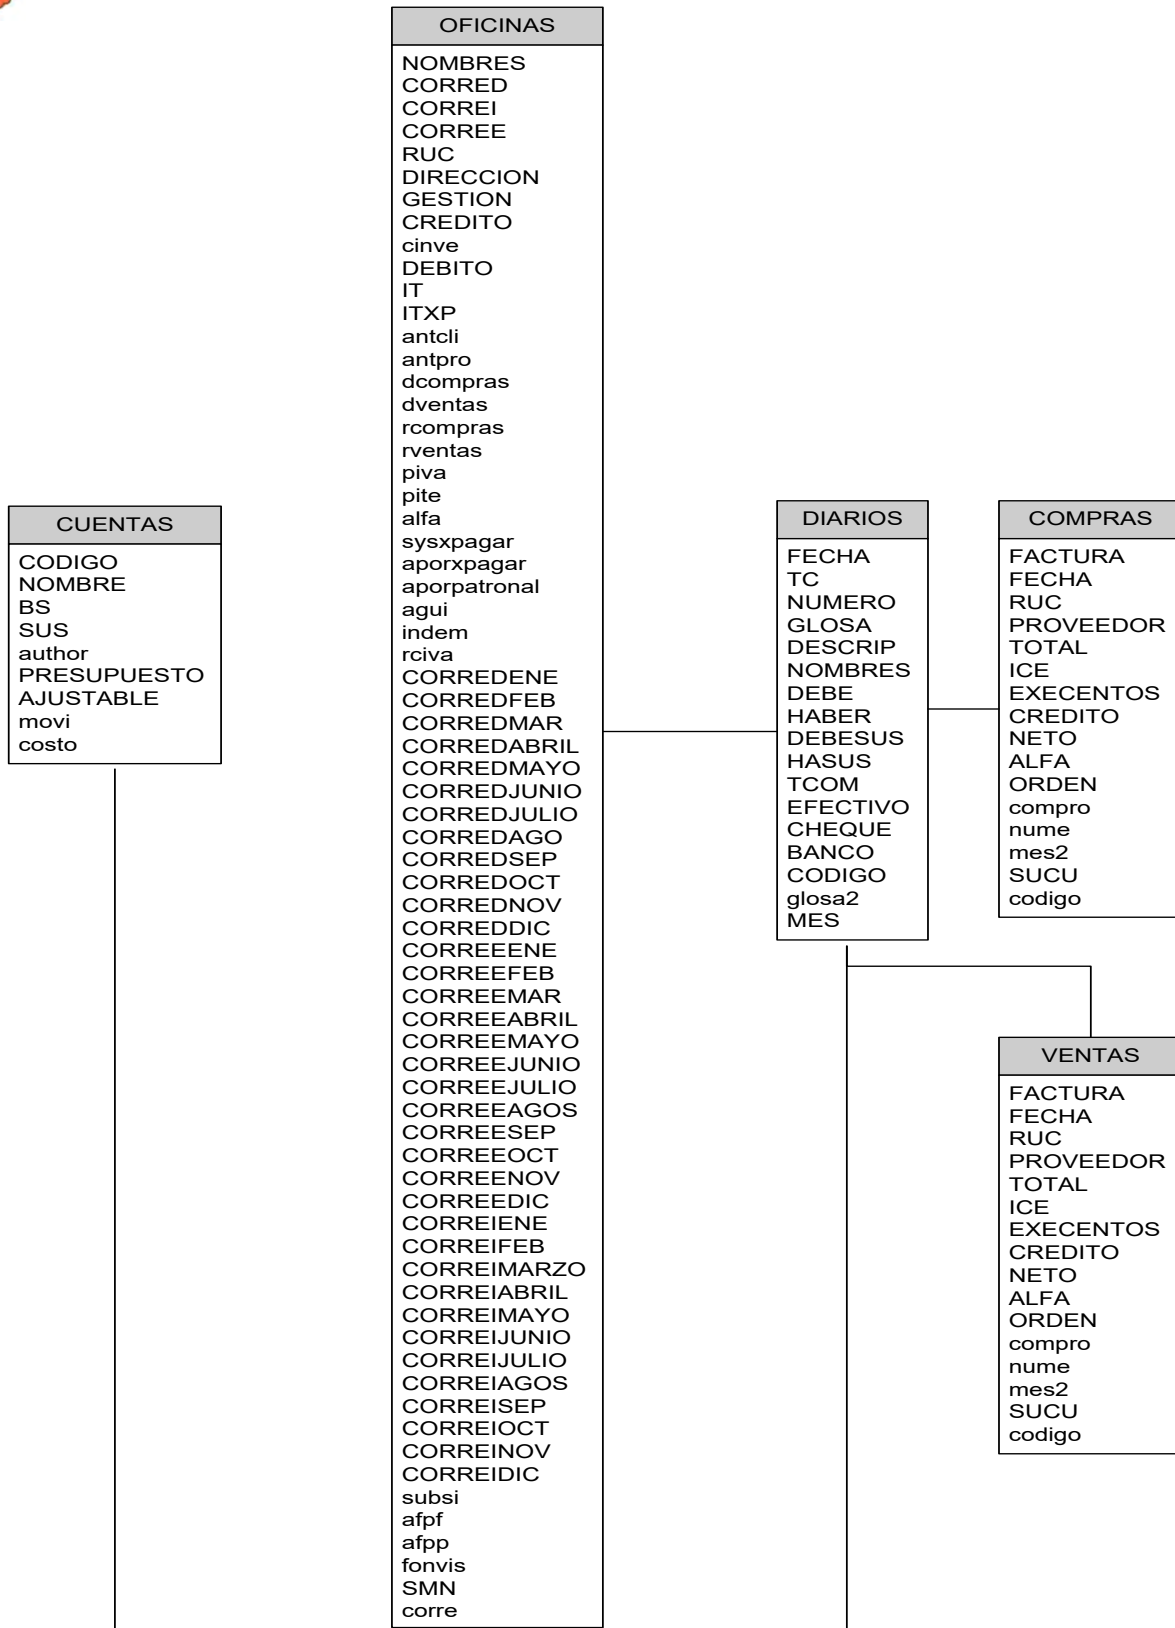 OFICINAS
NOMBRES
CORRED
CORREI
CORREE
RUC
DIRECCION
GESTION
CREDITO
cinve
DEBITO
IT
ITXP
antcli
antpro
dcompras
dventas
rcompras
rventas
piva
pite
alfa
sysxpagar
aporxpagar
aporpatronal
agui
indem
rciva
CORREDENE
CORREDFEB
CORREDMAR
CORREDABRIL
CORREDMAYO
CORREDJUNIO
CORREDJULIO
CORREDAGO
CORREDSEP
CORREDOCT
CORREDNOV
CORREDDIC
CORREEENE
CORREEFEB
CORREEMAR
CORREEABRIL
CORREEMAYO
CORREEJUNIO
CORREEJULIO
CORREEAGOS
CORREESEP
CORREEOCT
CORREENOV
CORREEDIC
CORREIENE
CORREIFEB
CORREIMARZO
CORREIABRIL
CORREIMAYO
CORREIJUNIO
CORREIJULIO
CORREIAGOS
CORREISEP
CORREIOCT
CORREINOV
CORREIDIC
subsi
afpf
afpp
fonvis
SMN
corre
CUENTAS
CODIGO
NOMBRE
BS
SUS
author
PRESUPUESTO
AJUSTABLE
movi
costo
DIARIOS
FECHA
TC
NUMERO
GLOSA
DESCRIP
NOMBRES
DEBE
HABER
DEBESUS
HASUS
TCOM
EFECTIVO
CHEQUE
BANCO
CODIGO
glosa2
MES
COMPRAS
FACTURA
FECHA
RUC
PROVEEDOR
TOTAL
ICE
EXECENTOS
CREDITO
NETO
ALFA
ORDEN
compro
nume
mes2
SUCU
codigo
VENTAS
FACTURA
FECHA
RUC
PROVEEDOR
TOTAL
ICE
EXECENTOS
CREDITO
NETO
ALFA
ORDEN
compro
nume
mes2
SUCU
codigo